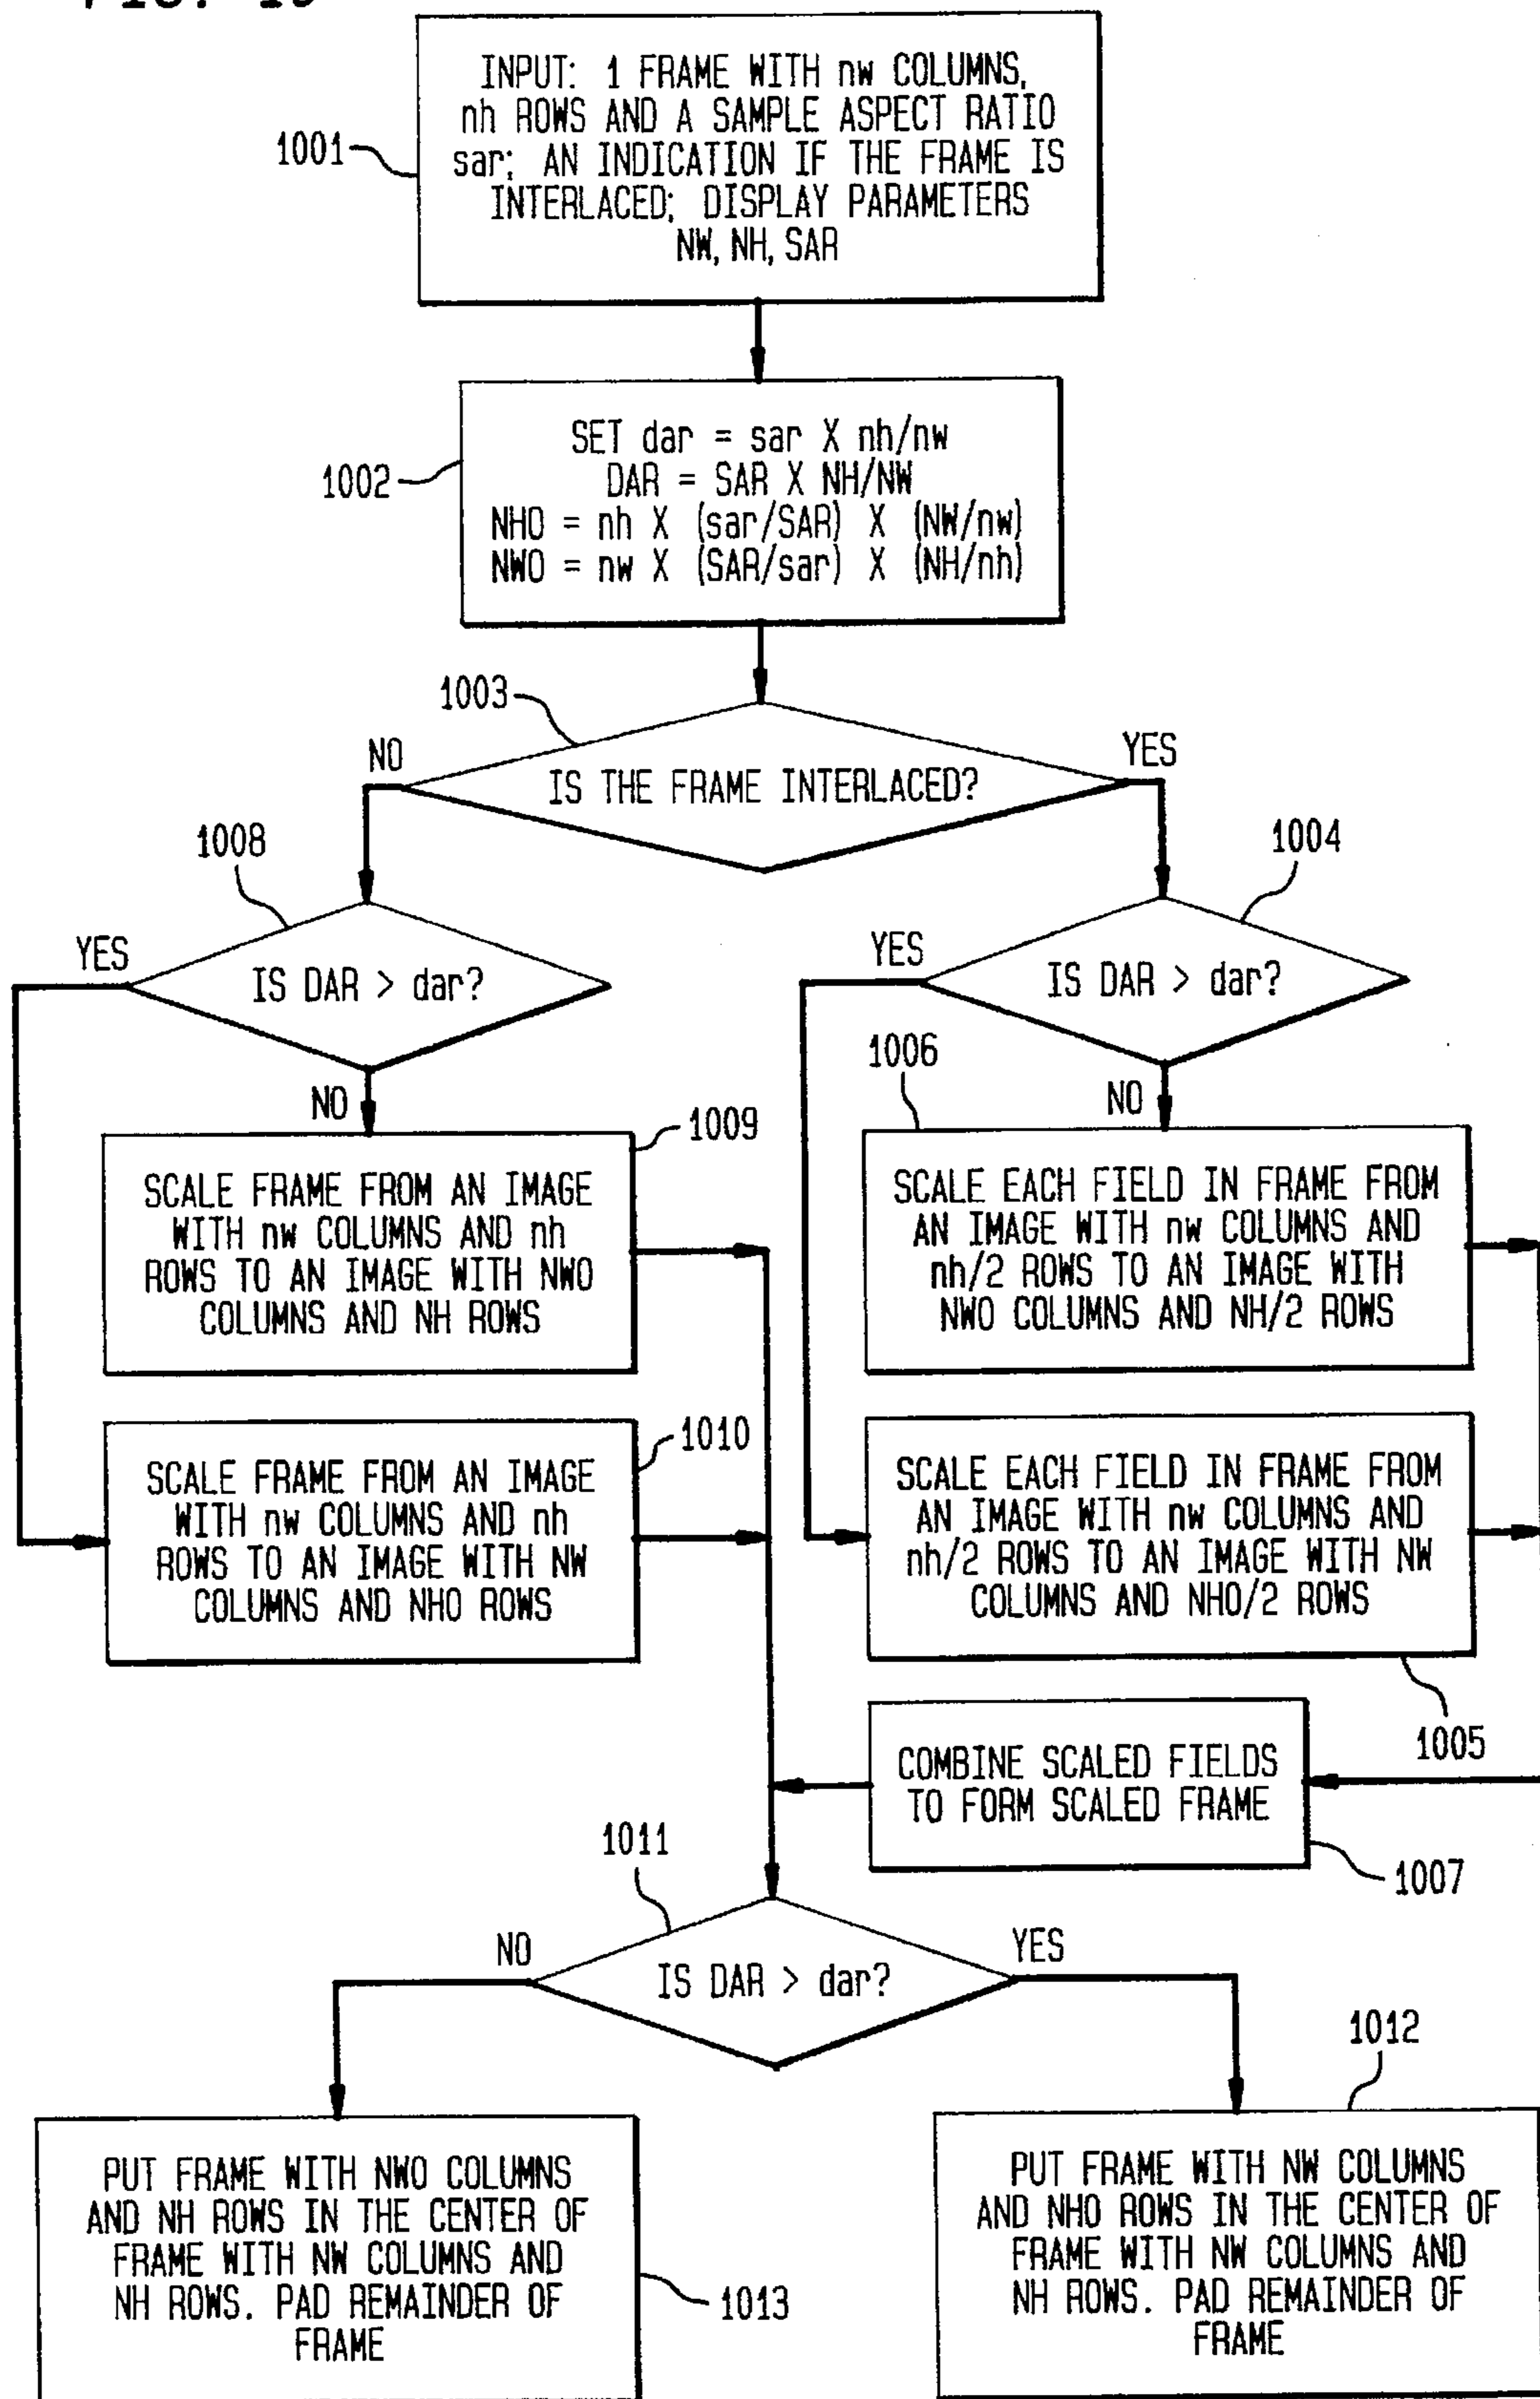 INPUT: 1 FRAME WITH nw COLUMNS,
nh ROWS AND A SAMPLE ASPECT RATIO
sar; AN INDICATION IF THE FRAME IS
INTERLACED; DISPLAY PARAMETERS
NW, NH, SAR
1001
SET dar = sar X nh/nw
DAR = SAR X NH/NW
NHO = nh X (sar/SAR) X (NW/nw)
NWO = nw X (SAR/sar) X (NH/nh)
1002
1003
NO
YES
IS THE FRAME INTERLACED?
1008
1004
YES
IS DAR > dar?
YES
IS DAR > dar?
NO
1006
NO
1009
SCALE FRAME FROM AN IMAGE
WITH nw COLUMNS AND nh
ROWS TO AN IMAGE WITH NWO
COLUMNS AND NH ROWS
SCALE EACH FIELD IN FRAME FROM
AN IMAGE WITH nw COLUMNS AND
nh/2 ROWS TO AN IMAGE WITH
NWO COLUMNS AND NH/2 ROWS
1010
SCALE FRAME FROM AN IMAGE
WITH nw COLUMNS AND nh
ROWS TO AN IMAGE WITH NW
COLUMNS AND NHO ROWS
SCALE EACH FIELD IN FRAME FROM
AN IMAGE WITH nw COLUMNS AND
nh/2 ROWS TO AN IMAGE WITH NW
COLUMNS AND NHO/2 ROWS
1005
COMBINE SCALED FIELDS
TO FORM SCALED FRAME
1007
1011
NO
YES
IS DAR > dar?
1012
PUT FRAME WITH NWO COLUMNS
AND NH ROWS IN THE CENTER OF
FRAME WITH NW COLUMNS AND
NH ROWS. PAD REMAINDER OF
FRAME
1013
PUT FRAME WITH NW COLUMNS
AND NHO ROWS IN THE CENTER OF
FRAME WITH NW COLUMNS AND
NH ROWS. PAD REMAINDER OF
FRAME